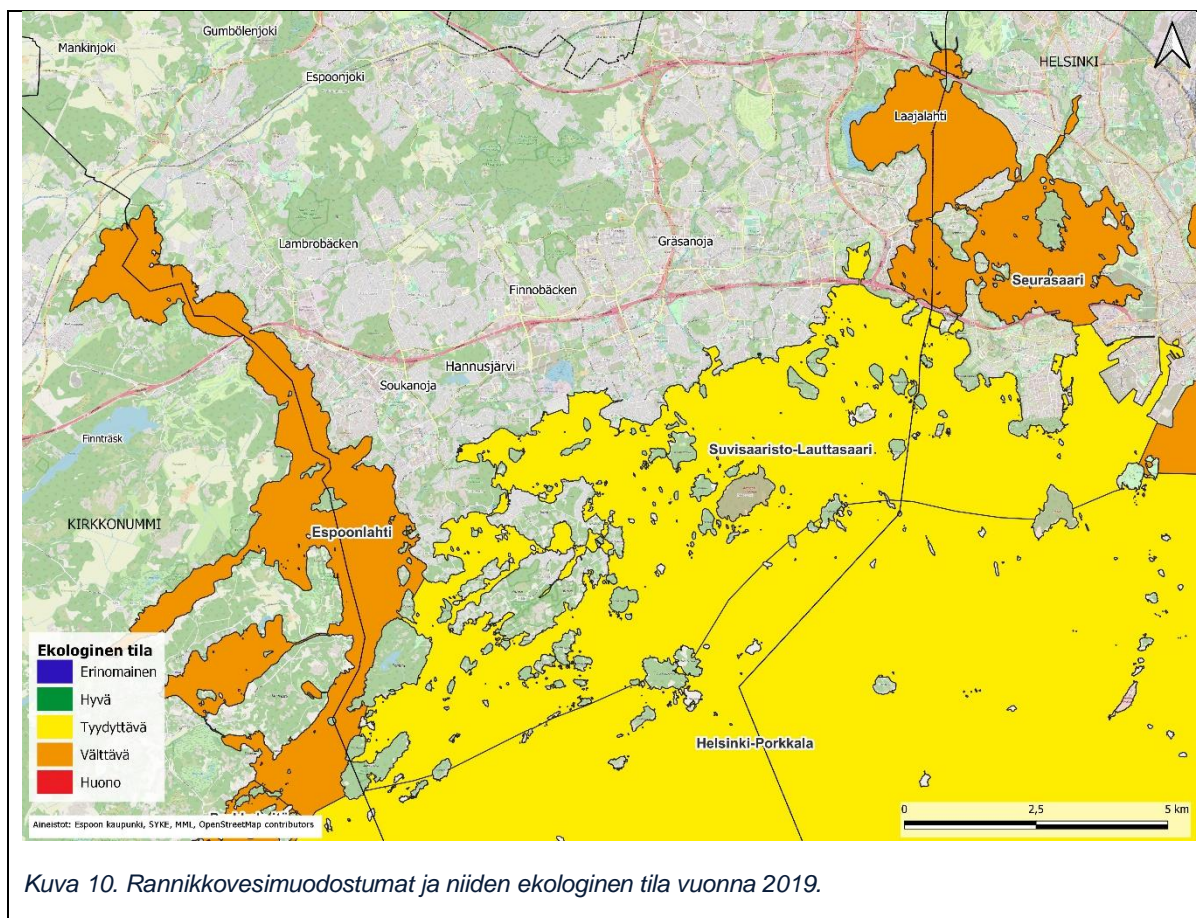 Gumbölenjoki
Mankinjoki
Espoonjoki
HELSINKI
Laajalahti
Lambrobäcken
Gräsanoja
Finnobäcken
Seurasaari
Hannusjärvi
Soukanoja
Finnträsk
Suvisaaristo-Lauttasaari
KIRKKONUMMI
Espoonlahti
Helsinki-Porkkala
Ekologinen tila
Erinomainen
Hyvä
Tyydyttävä
Välttävä
Huono
0 2,5 5 km
Aineistot: Espoon kaupunki, SYKE, MML, OpenStreetMap contributors
Kuva 10. Rannikkovesimuodostumat ja niiden ekologinen tila vuonna 2019.